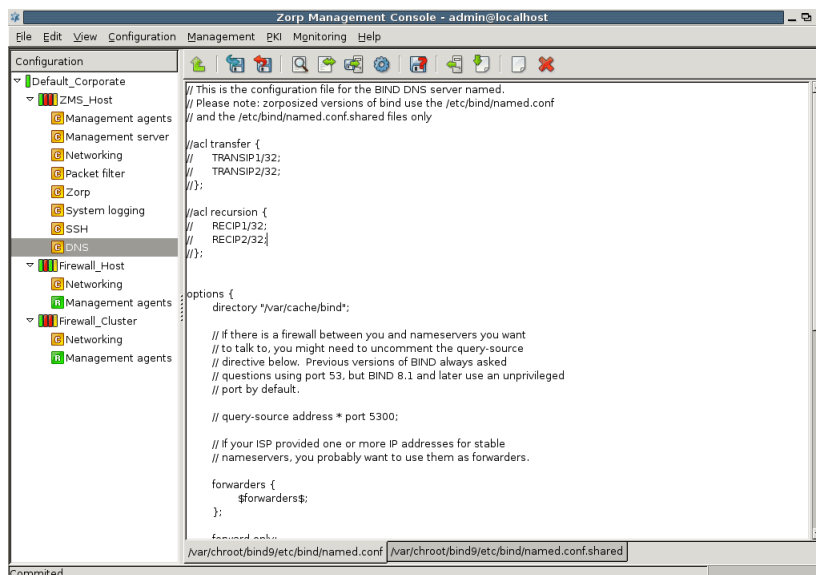 Zorp Management Console - admin@localhost
File Edit View Configuration Management PKI Monitoring Help
Configuration
Default_Corporate
ZMS_Host
Management agents
Management server
Networking
Packet filter
Zorp
System logging
SSH
DNS
Firewall_Host
Networking
Management agents
Firewall_Cluster
Networking
Management agents
// This is the configuration file for the BIND DNS server named.
// Please note: zorposized versions of bind use the /etc/bind/named.conf
// and the /etc/bind/named.conf.shared files only
//acl transfer {
// TRANSIP1/32;
// TRANSIP2/32;
//};
//acl recursion {
// RECIP1/32;
// RECIP2/32;
//};
options {
directory "/var/cache/bind";
// If there is a firewall between you and nameservers you want
// to talk to, you might need to uncomment the query-source
// directive below. Previous versions of BIND always asked
// questions using port 53, but BIND 8.1 and later use an unprivileged
// port by default.
// query-source address * port 5300;
// If your ISP provided one or more IP addresses for stable
// nameservers, you probably want to use them as forwarders.
forwarders {
$forwarders$;
};
forward only;
/var/chroot/bind9/etc/bind/named.conf /var/chroot/bind9/etc/bind/named.conf.shared
Commited